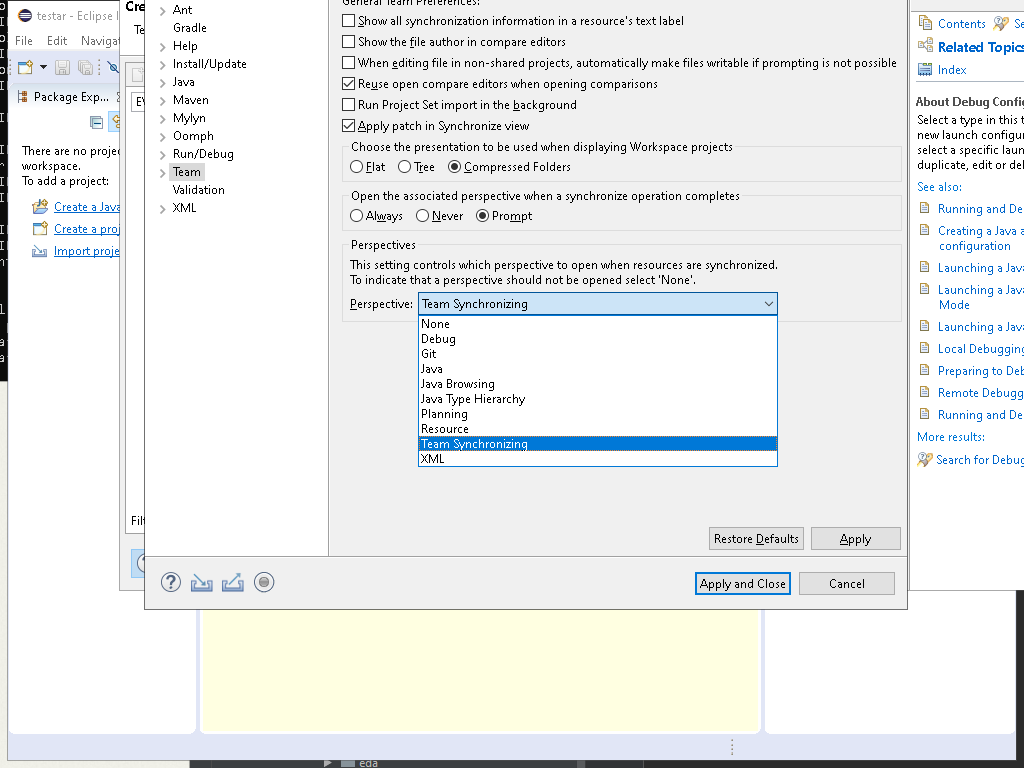 testar - Eclipse
File Edit Navigat
Package Exp...
There are no proje
workspace.
To add a project:
Create a Java
Create a proj
Import proje
Cre
Te
Filt
Ant
Gradle
Help
Install/Update
Java
Maven
Mylyn
Oomph
Run/Debug
Team
Validation
XML
General Team Preferences:
Show all synchronization information in a resource's text label
Show the file author in compare editors
When editing file in non-shared projects, automatically make files writable if prompting is not possible
Reuse open compare editors when opening comparisons
Run Project Set import in the background
Apply patch in Synchronize view
Choose the presentation to be used when displaying Workspace projects
Flat Tree Compressed Folders
Open the associated perspective when a synchronize operation completes
Always Never Prompt
Perspectives
This setting controls which perspective to open when resources are synchronized.
To indicate that a perspective should not be opened select 'None'.
Perspective: Team Synchronizing
None
Debug
Git
Java
Java Browsing
Java Type Hierarchy
Planning
Resource
Team Synchronizing
XML
Restore Defaults Apply
Apply and Close Cancel
Contents Se
Related Topics
Index
About Debug Config
Select a type in this t
new launch configur
select a specific laun
duplicate, edit or del
See also:
Running and De
Creating a Java a
configuration
Launching a Java
Launching a Java
Mode
Launching a Java
Local Debugging
Preparing to Deb
Remote Debugg
Running and De
More results:
Search for Debug
eda